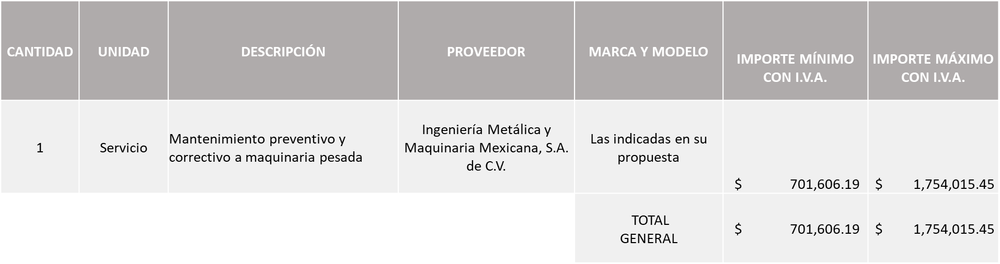 CANTIDAD UNIDAD DESCRIPCIÓN PROVEEDOR MARCA Y MODELO IMPORTE MÍNIMO CON I.V.A. IMPORTE MÁXIMO CON I.V.A.
1
Servicio
Mantenimiento preventivo y
correctivo a maquinaria pesada
Ingeniería Metálica y
Maquinaria Mexicana, S.A.
de C.V.
Las indicadas en su
propuesta
$ 701,606.19
$ 1,754,015.45
TOTAL
GENERAL
$ 701,606.19
$ 1,754,015.45